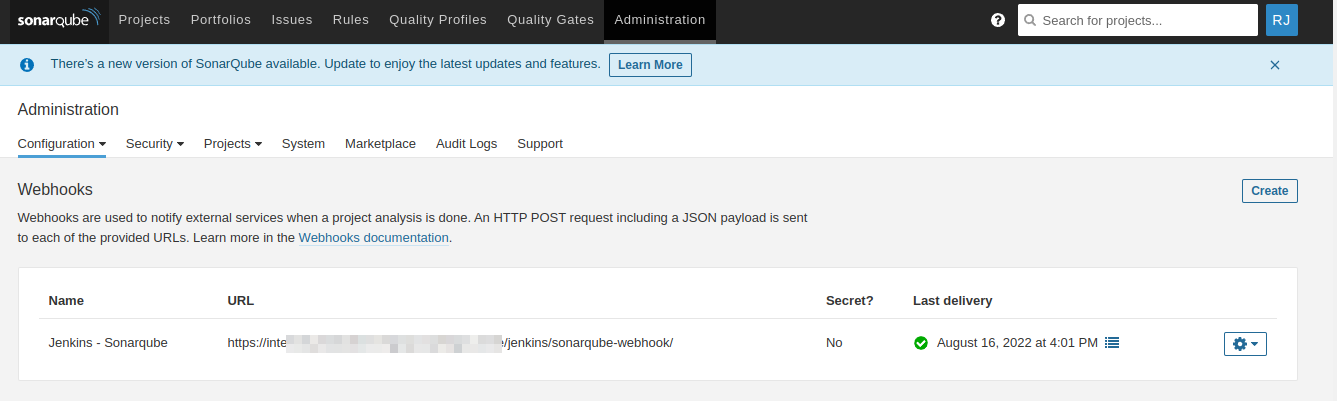 sonarqube Projects Portfolios Issues Rules Quality Profiles Quality Gates Administration ? Search for projects... RJ
There's a new version of SonarQube available. Update to enjoy the latest updates and features. Learn More
Administration
Configuration Security Projects System Marketplace Audit Logs Support
Webhooks Create
Webhooks are used to notify external services when a project analysis is done. An HTTP POST request including a JSON payload is sent
to each of the provided URLs. Learn more in the Webhooks documentation.
Name URL Secret? Last delivery
Jenkins - Sonarqube https://inte /jenkins/sonarqube-webhook/ No August 16, 2022 at 4:01 PM